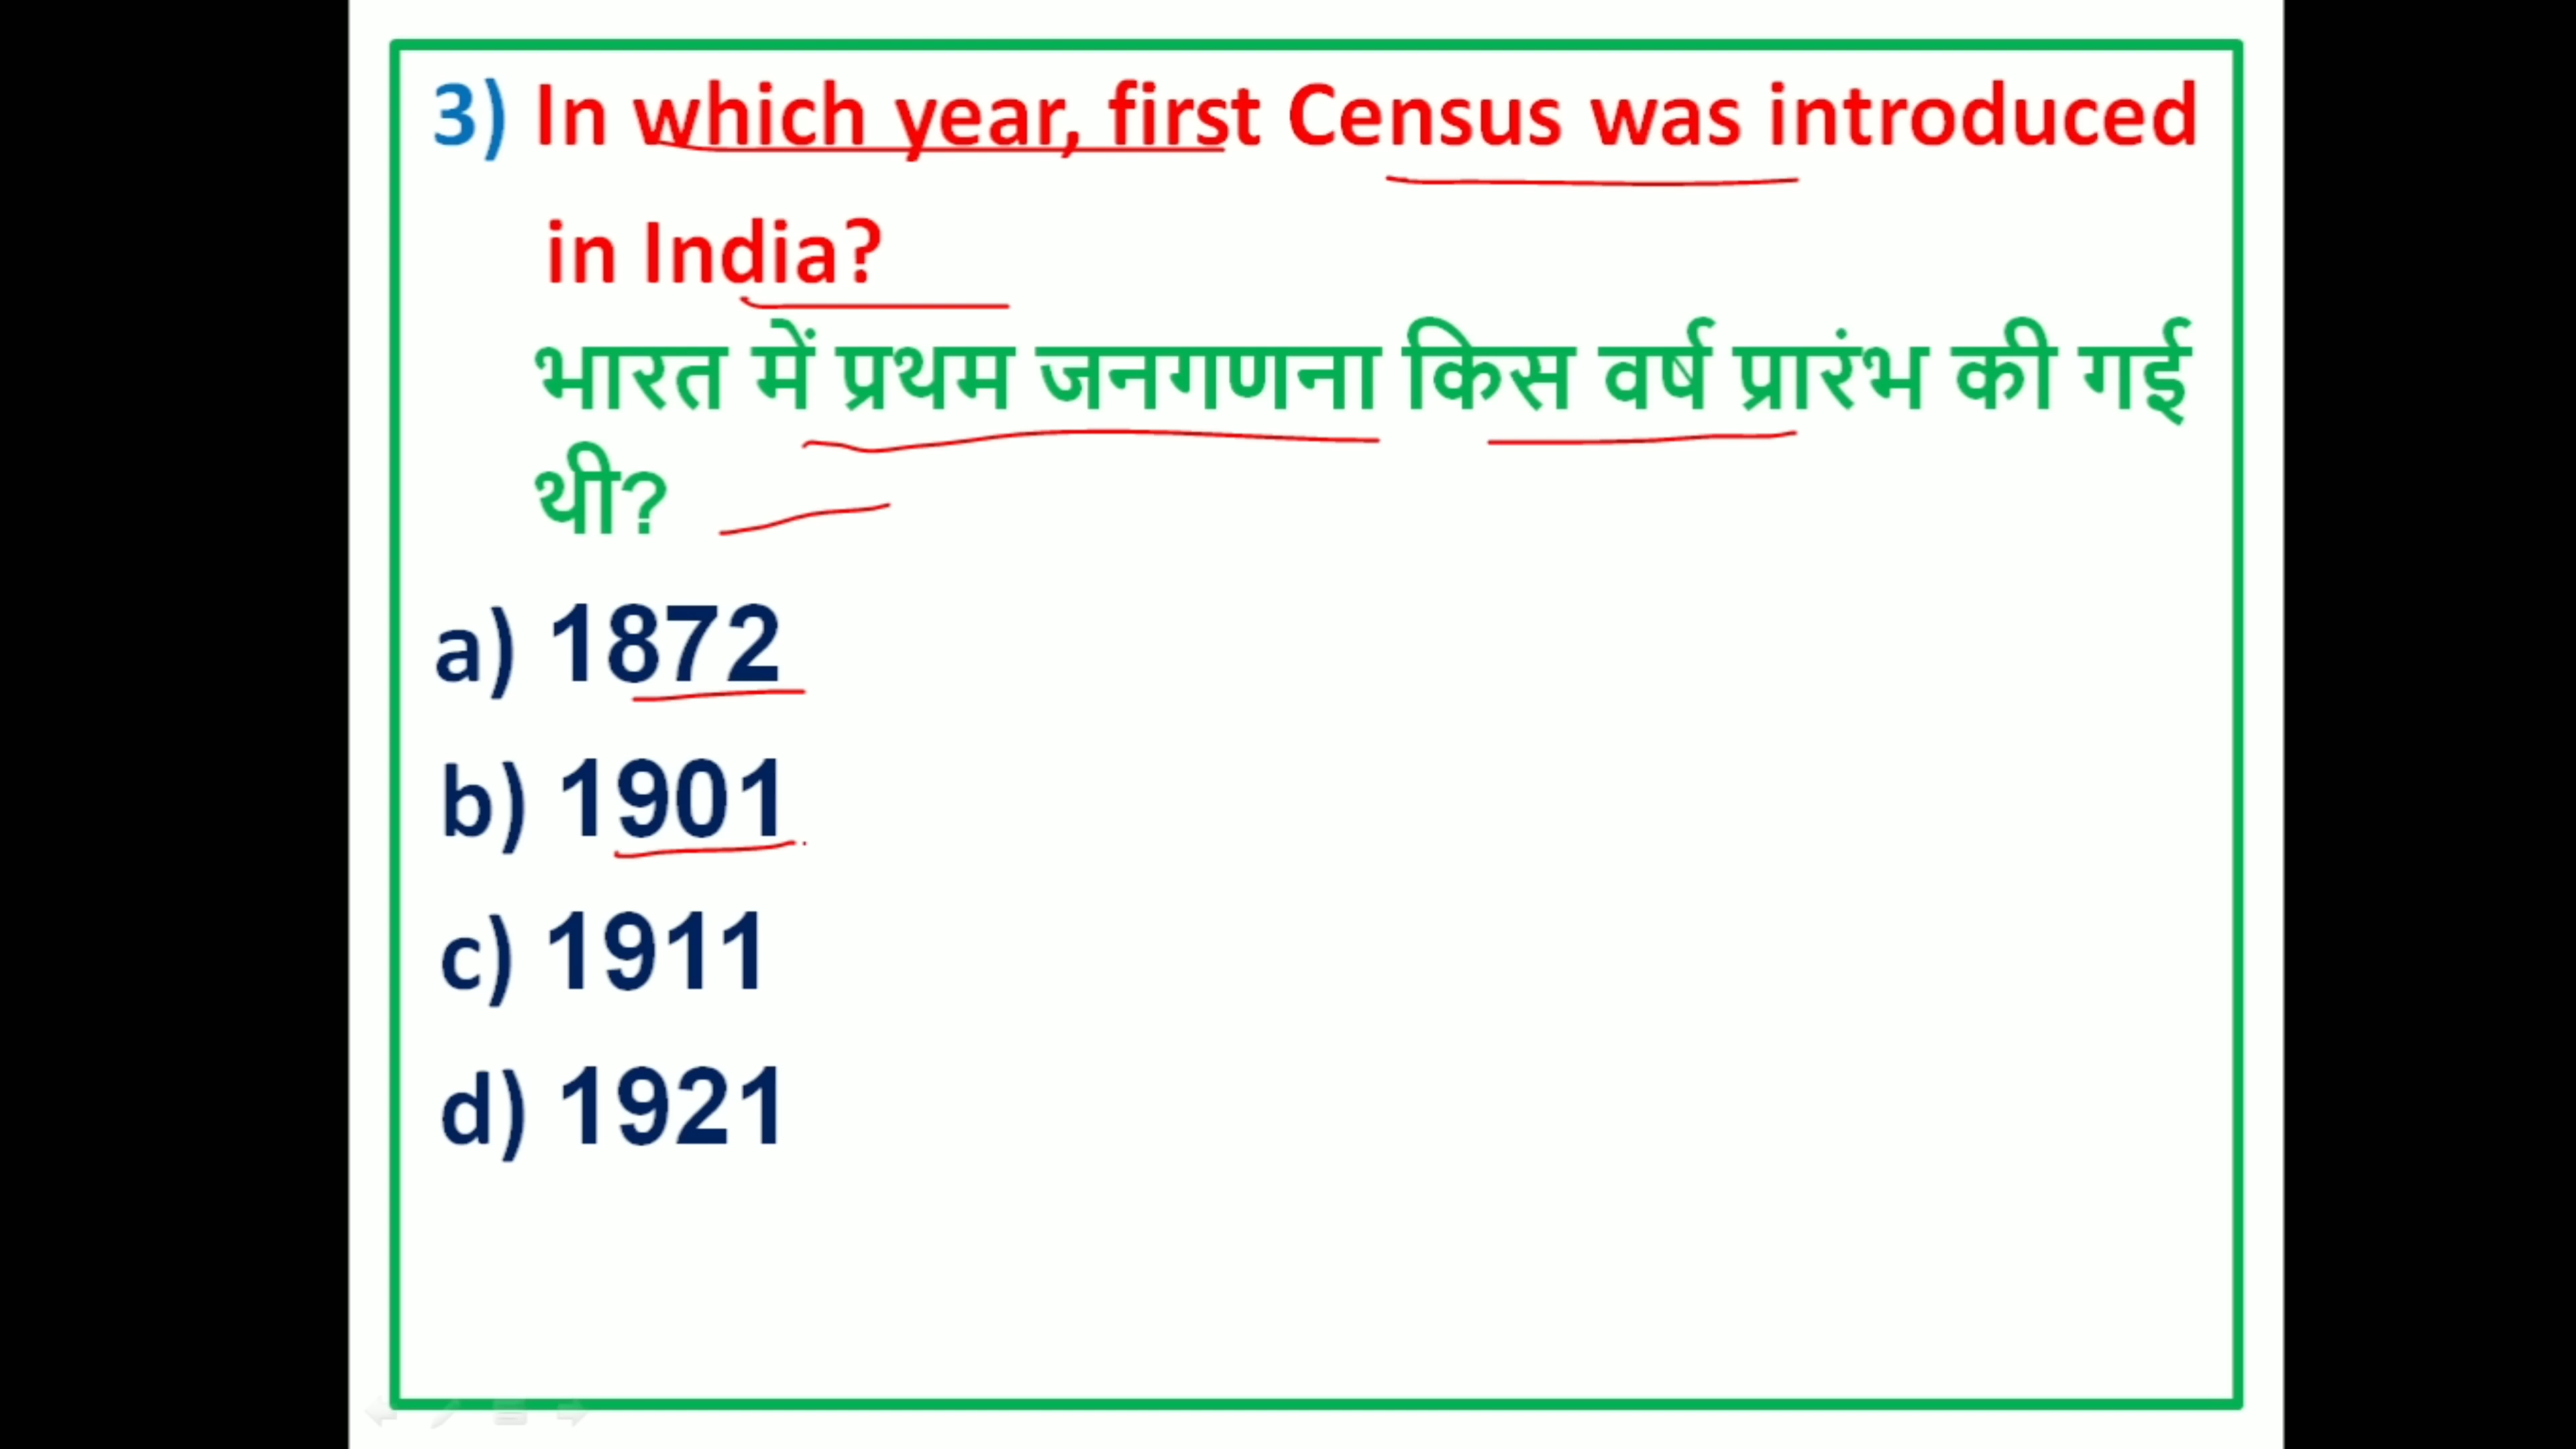 3) In which year, first Census was introduced
in India?
भारत में प्रथम जनगणना किस वर्ष प्रारंभ की गई
थी?
a) 1872
b) 1901
c) 1911
d) 1921